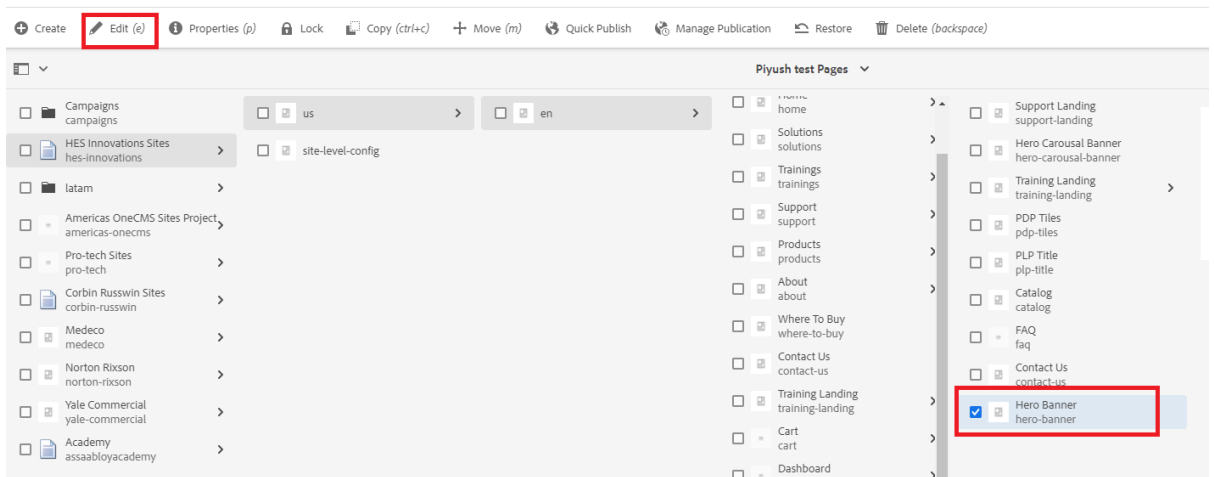 Create
Edit (e)
Properties (p)
Lock
Copy (ctrl+c)
Move (m)
Quick Publish
Manage Publication
Restore
Delete (backspace)
Piyush test Pages
Campaigns
campaigns
HES Innovations Sites
hes-innovations
latam
Americas OneCMS Sites Project
americas-onecms
Pro-tech Sites
pro-tech
Corbin Russwin Sites
corbin-russwin
Medeco
medeco
Norton Rixson
norton-rixson
Yale Commercial
yale-commercial
Academy
assaabloyacademy
us
site-level-config
en
Home
home
Solutions
solutions
Trainings
trainings
Support
support
Products
products
About
about
Where To Buy
where-to-buy
Contact Us
contact-us
Training Landing
training-landing
Cart
cart
Dashboard
Support Landing
support-landing
Hero Carousal Banner
hero-carousal-banner
Training Landing
training-landing
PDP Tiles
pdp-tiles
PLP Title
plp-title
Catalog
catalog
FAQ
faq
Contact Us
contact-us
Hero Banner
hero-banner